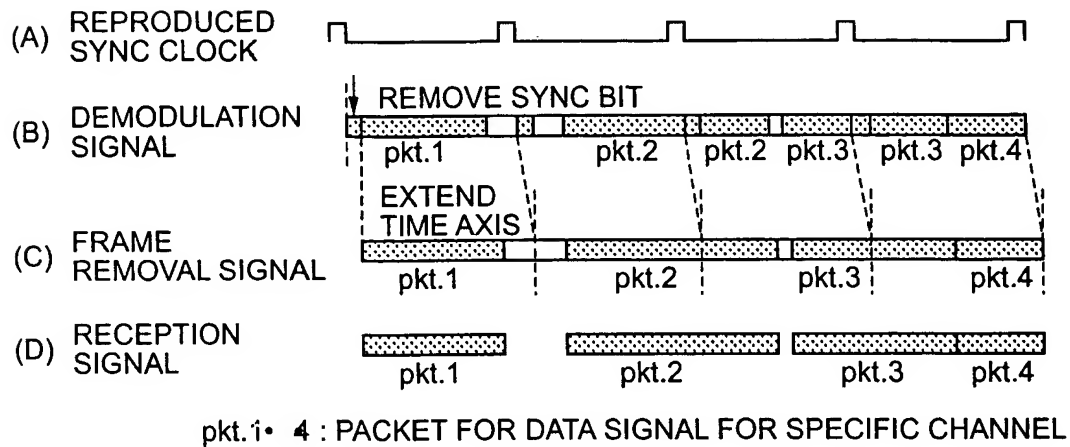 (A) REPRODUCED
SYNC CLOCK
REMOVE SYNC BIT
(B) DEMODULATION
SIGNAL
pkt.1 pkt.2 pkt.2 pkt.3 pkt.3 pkt.4
EXTEND
TIME AXIS
(C) FRAME
REMOVAL SIGNAL
pkt.1 pkt.2 pkt.3 pkt.4
(D) RECEPTION
SIGNAL
pkt.1 pkt.2 pkt.3 pkt.4
pkt.1• 4 : PACKET FOR DATA SIGNAL FOR SPECIFIC CHANNEL